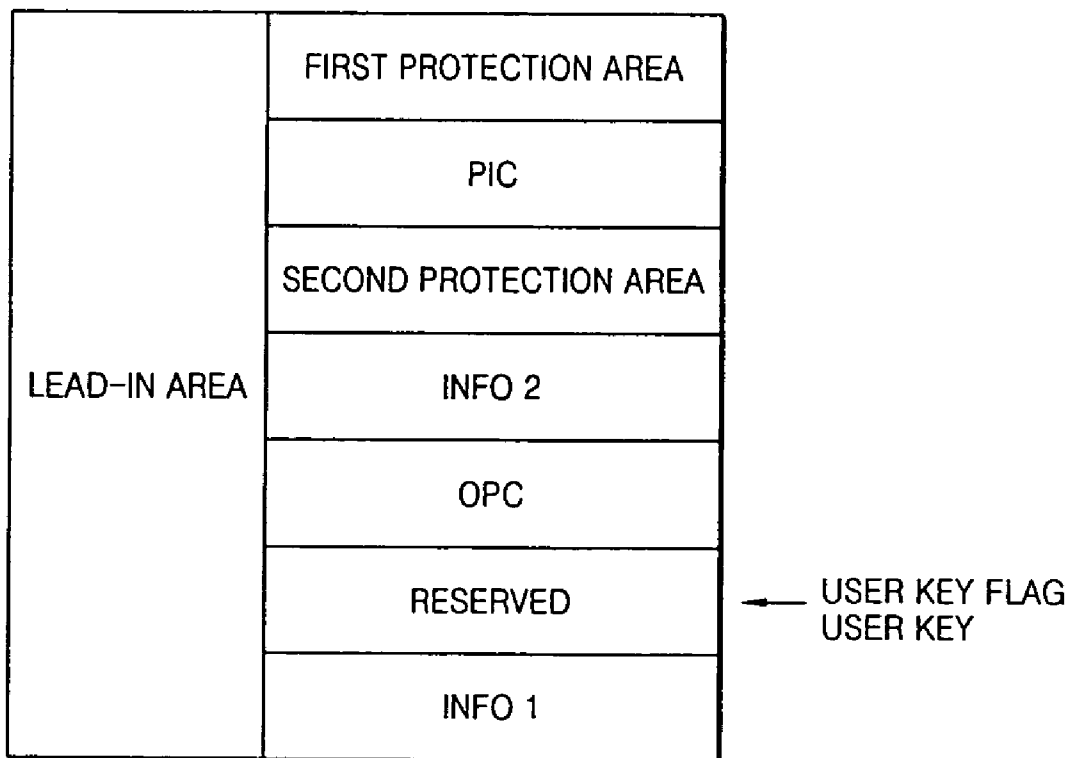 FIRST PROTECTION AREA
PIC
SECOND PROTECTION AREA
LEAD-IN AREA
INFO 2
OPC
RESERVED
USER KEY FLAG
USER KEY
INFO 1